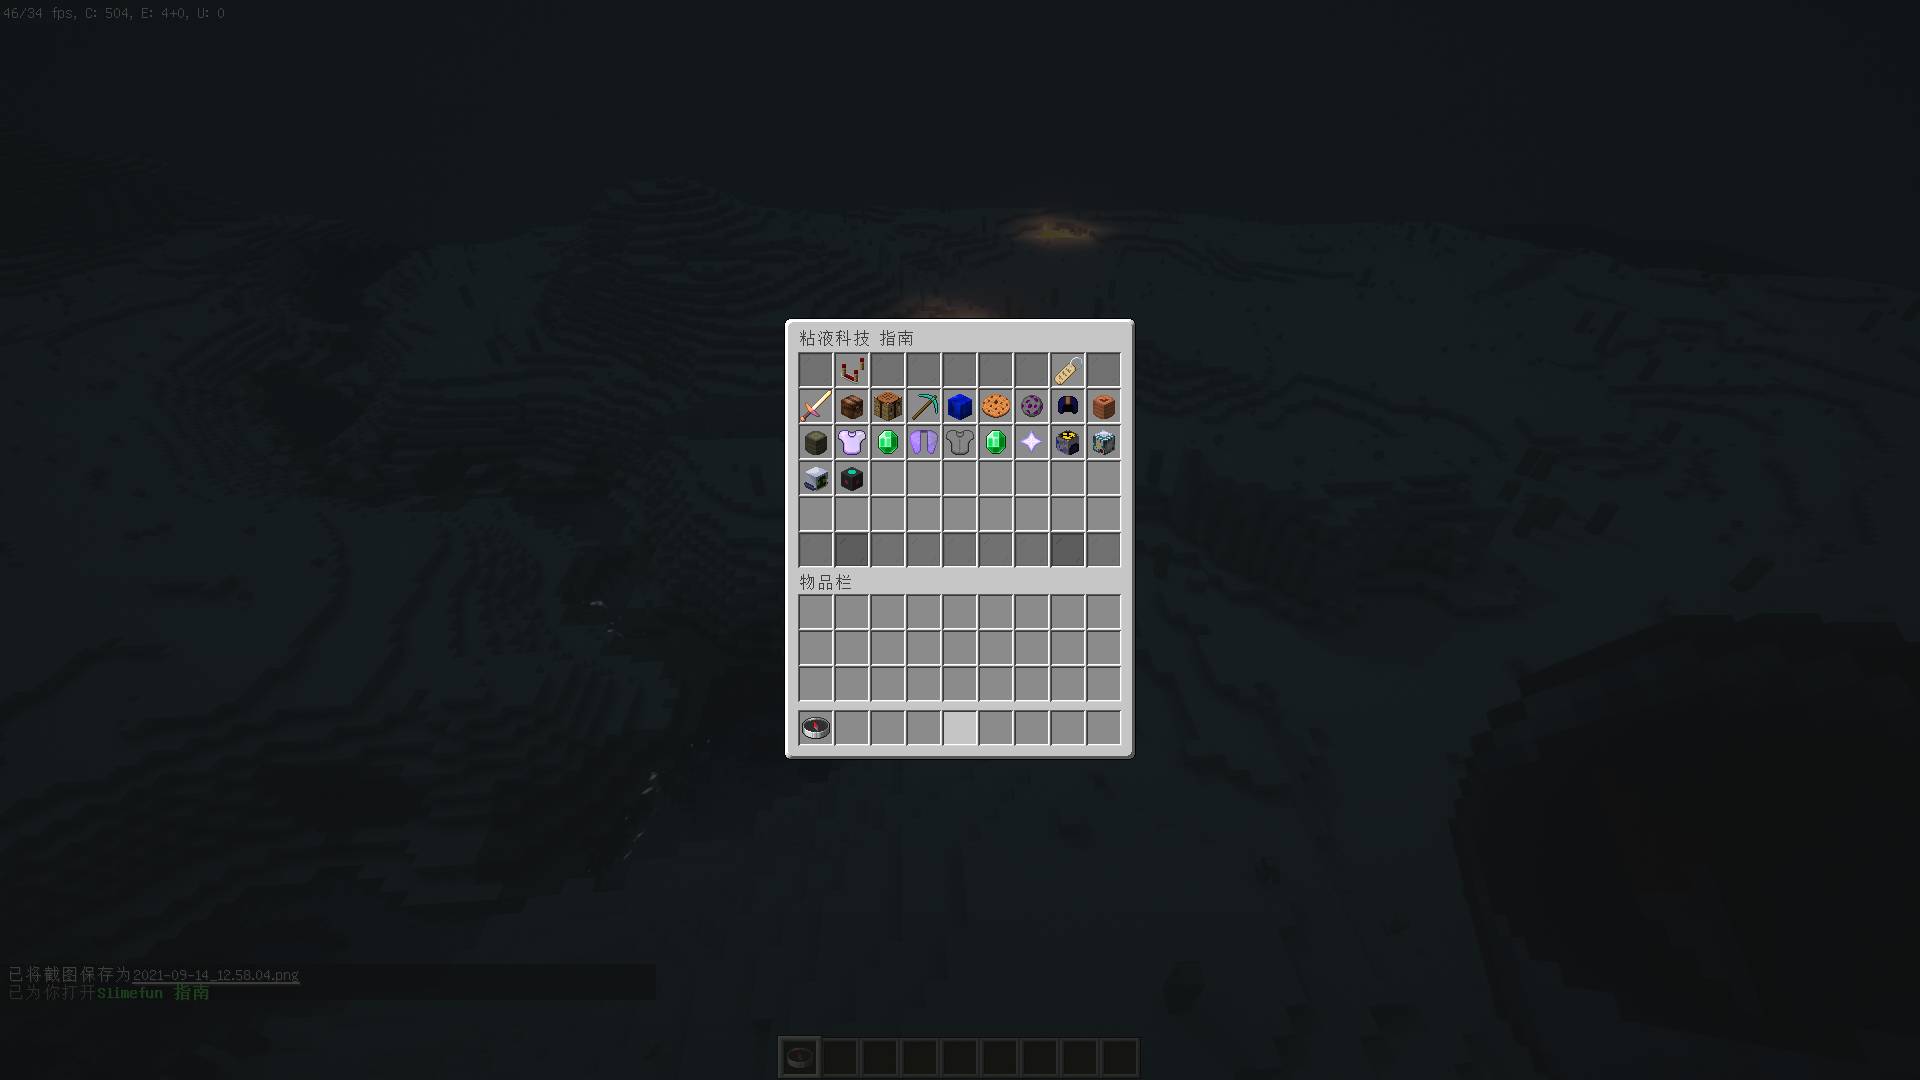 46/34 fps, C: 504, E: 4+0, U: 0
粘液科技 指南
物品栏
已将截图保存为2021-09-14_12.58.04.png
已为你打开Slimefun 指南